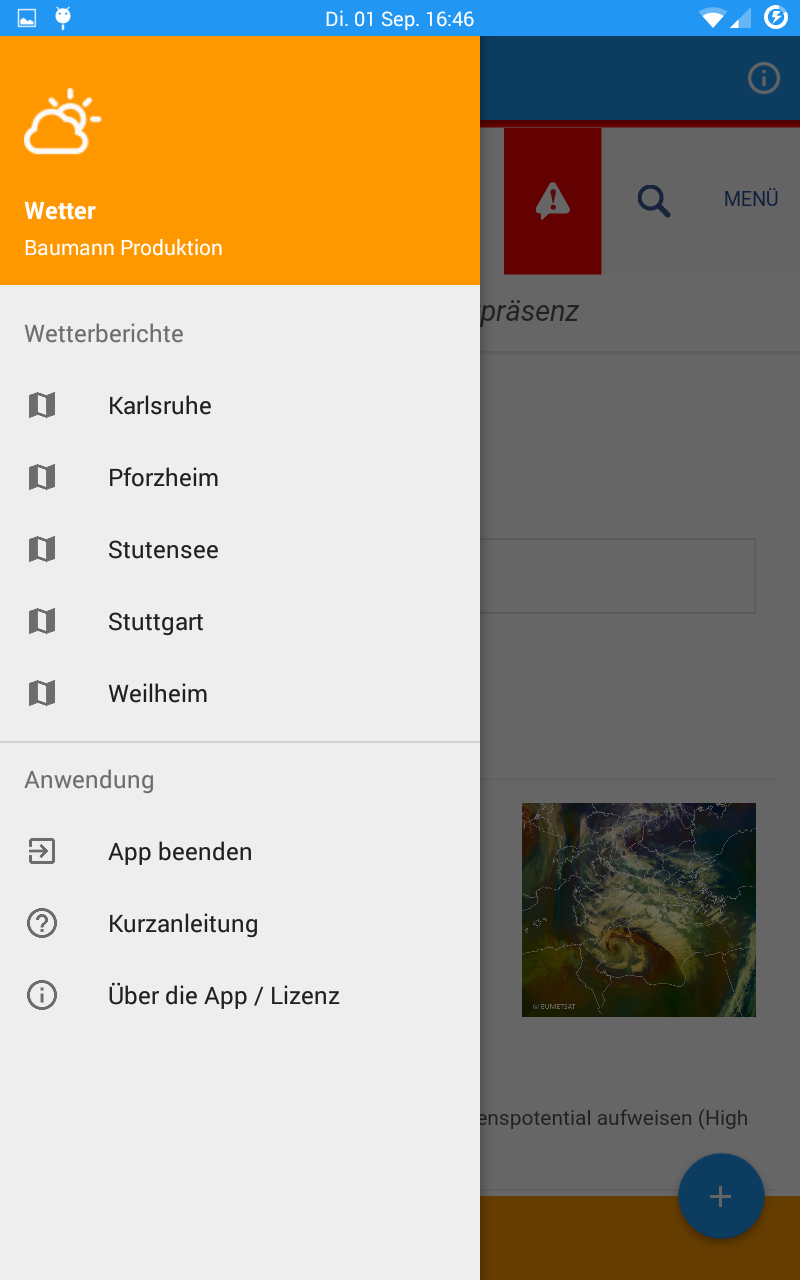 Di. 01 Sep. 16:46
Wetter
Baumann Produktion
MENÜ
präsenz
Wetterberichte
Karlsruhe
Pforzheim
Stutensee
Stuttgart
Weilheim
Anwendung
App beenden
Kurzanleitung
Über die App / Lizenz
© EUMETSAT
enspotential aufweisen (High